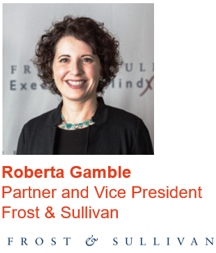 Roberta Gamble
Partner and Vice President
Frost & Sullivan
FROST & SULLIVAN